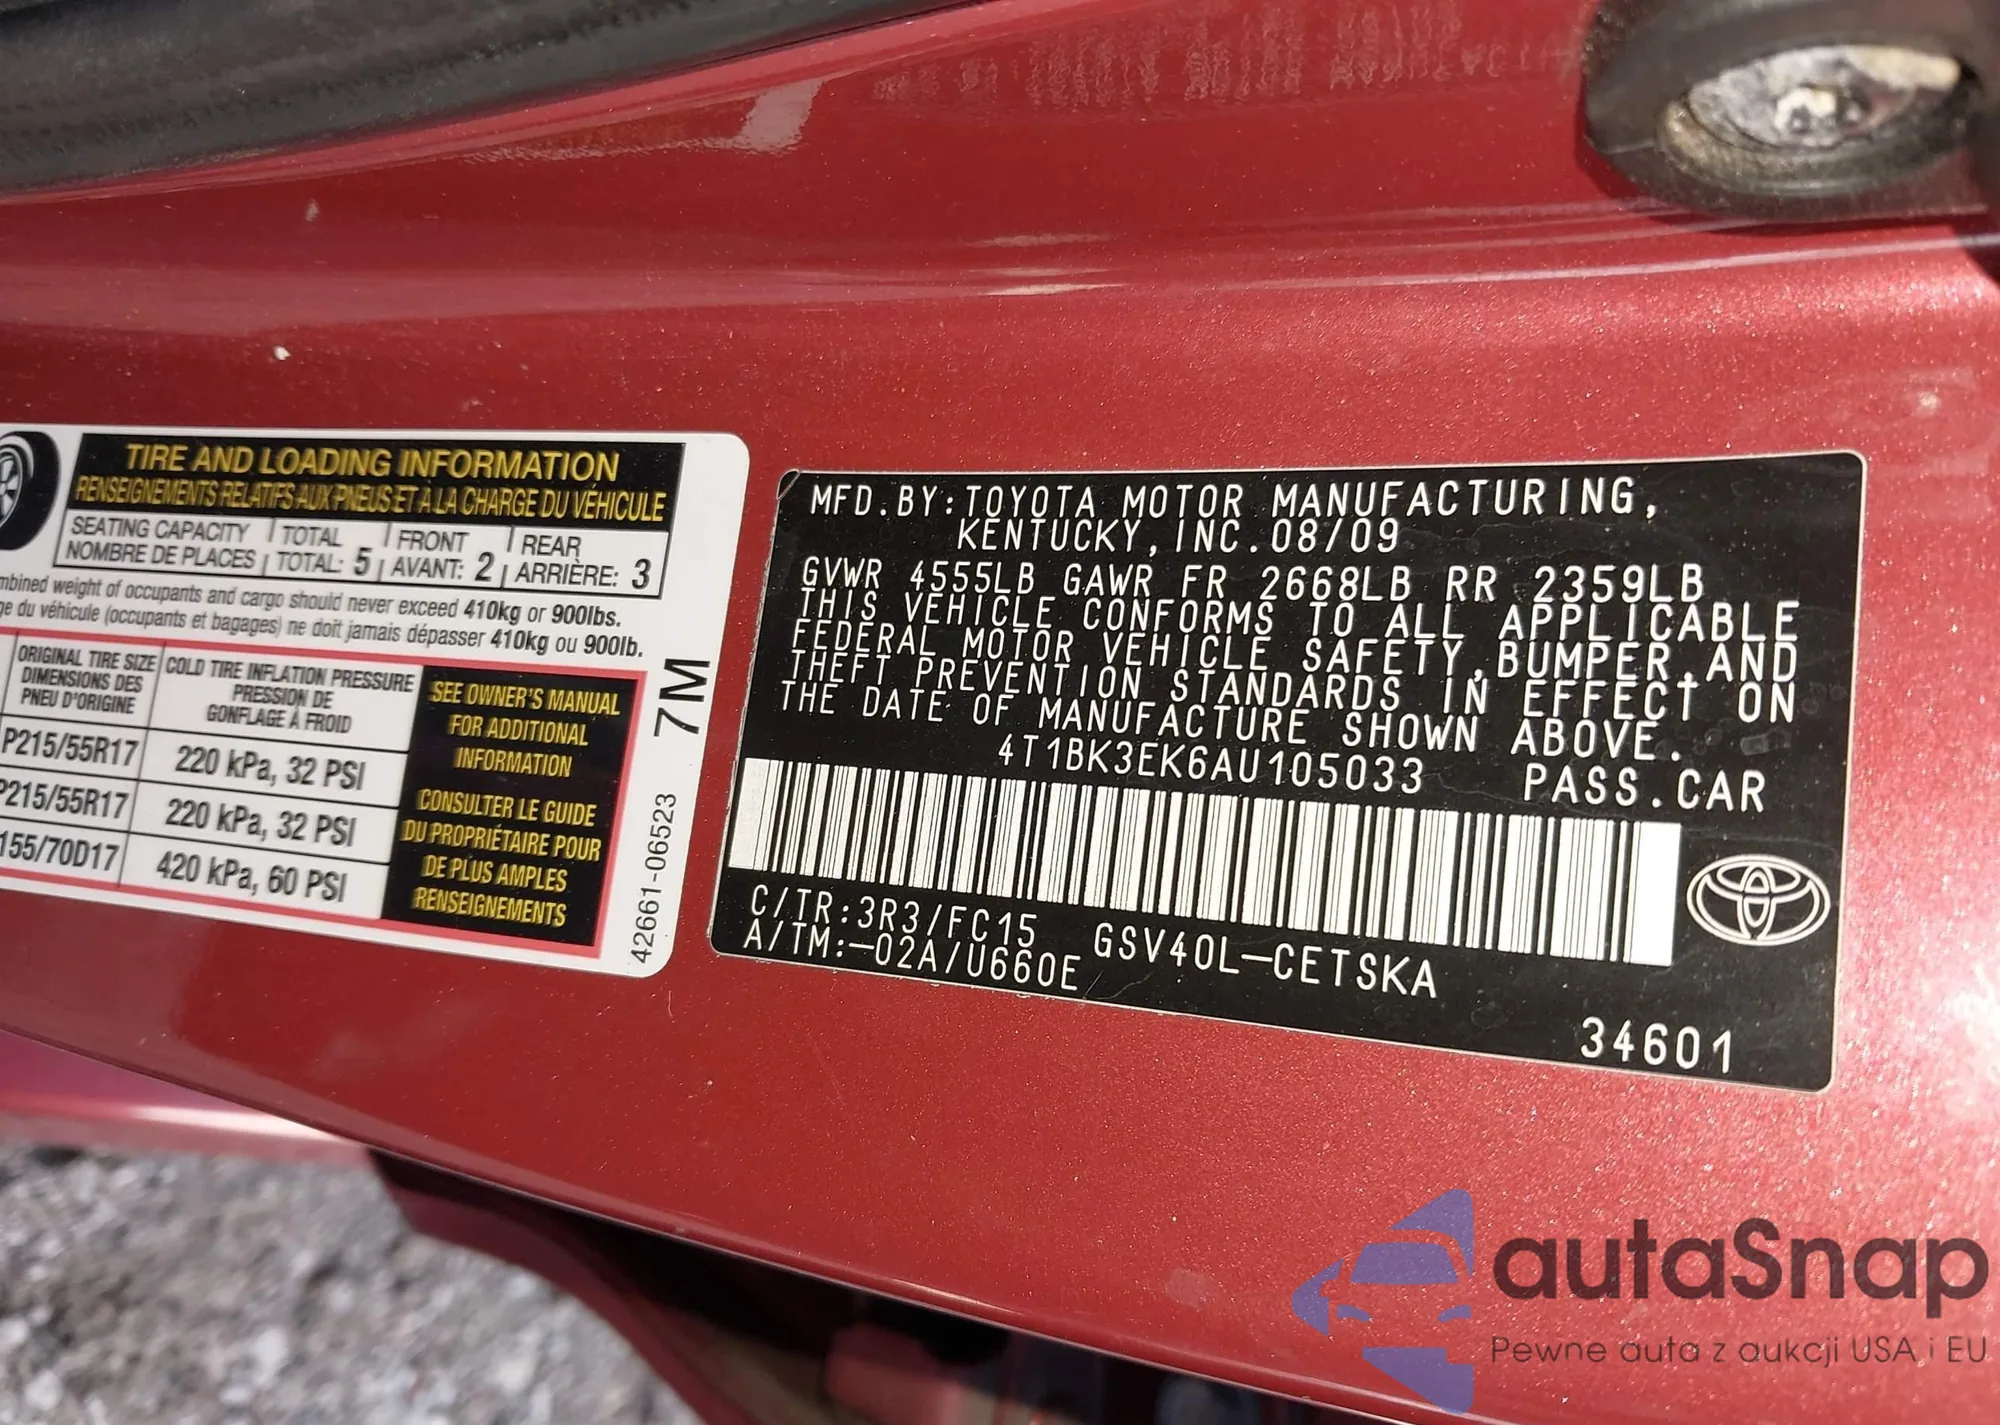 TIRE AND LOADING INFORMATION
RENSEIGNEMENTS RELATIFS AUX PNEUS ET À LA CHARGE DU VÉHICULE
SEATING CAPACITY TOTAL FRONT REAR
NOMBRE DE PLACES TOTAL: 5 AVANT: 2 ARRIÈRE: 3
weight of occupants and cargo should never exceed 410kg or 900lbs.
du véhicule (occupants et bagages) ne doit jamais dépasser 410kg ou 900lb.
ORIGINAL TIRE SIZE
DIMENSIONS DES
PNEU D'ORIGINE
COLD TIRE INFLATION PRESSURE
PRESSION DE
GONFLAGE À FROID
P215/55R17 220 kPa, 32 PSI
P215/55R17 220 kPa, 32 PSI
155/70D17 420 kPa, 60 PSI
SEE OWNER'S MANUAL
FOR ADDITIONAL
INFORMATION
CONSULTER LE GUIDE
DU PROPRIÉTAIRE POUR
DE PLUS AMPLES
RENSEIGNEMENTS
7M
42661-06523
MFD.BY:TOYOTA MOTOR MANUFACTURING,
KENTUCKY,INC.08/09
GVWR 4555LB GAWR FR 2668LB RR 2359LB
THIS VEHICLE CONFORMS TO ALL APPLICABLE
FEDERAL MOTOR VEHICLE SAFETY,BUMPER,AND
THEFT PREVENTION STANDARDS IN EFFECT ON
THE DATE OF MANUFACTURE SHOWN ABOVE.
4T1BK3EK6AU105033 PASS.CAR
C/TR:3R3/FC15
A/TM:-02A/U660E
GSV40L-CETSKA
34601
autaSnap
Pewne auta z aukcji USA i EU